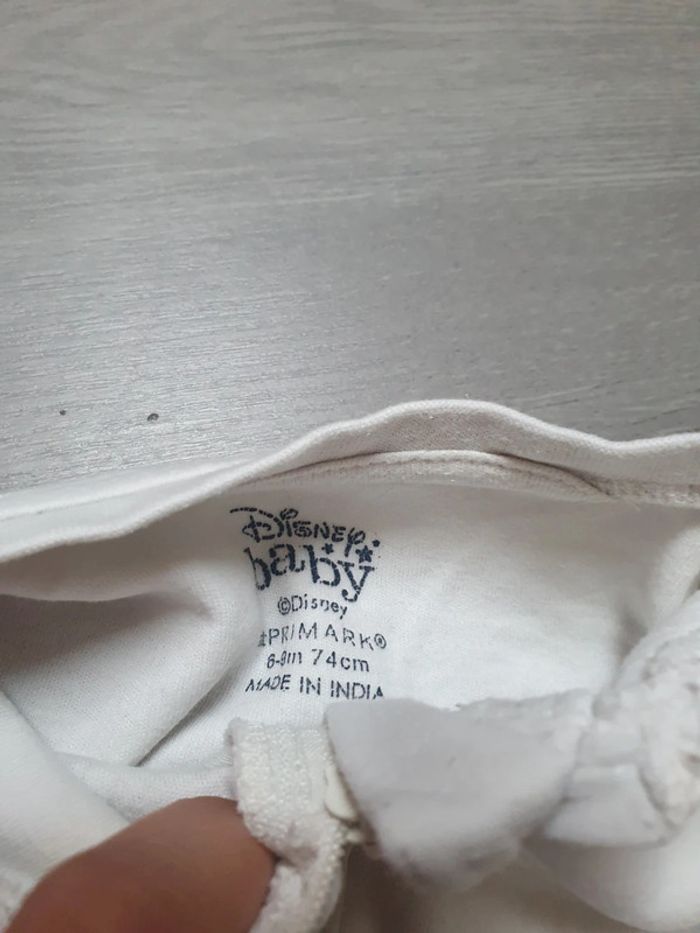 Disney
baby
©Disney
PRIMARK®
6-9m 74cm
MADE IN INDIA